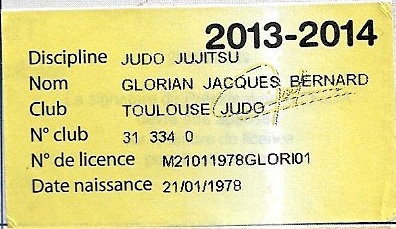 2013-2014
Discipline JUDO JUJITSU
Nom GLORIAN JACQUES BERNARD
Club TOULOUSE JUDO
N° club 31 334 0
N° de licence M21011978GLORI01
Date naissance 21/01/1978